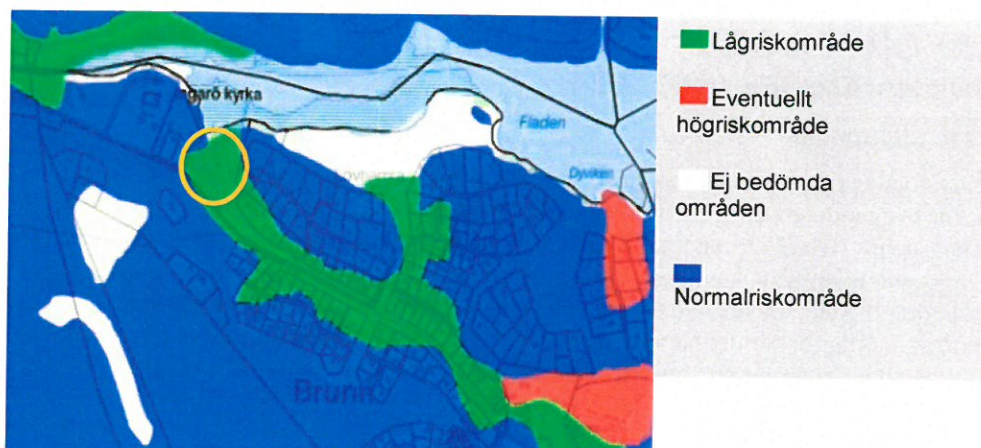 garö kyrka
Fladen
Dyviken
Brunn
Lågriskområde
Eventuellt
högriskområde
Ej bedömda
områden
Normalriskområde